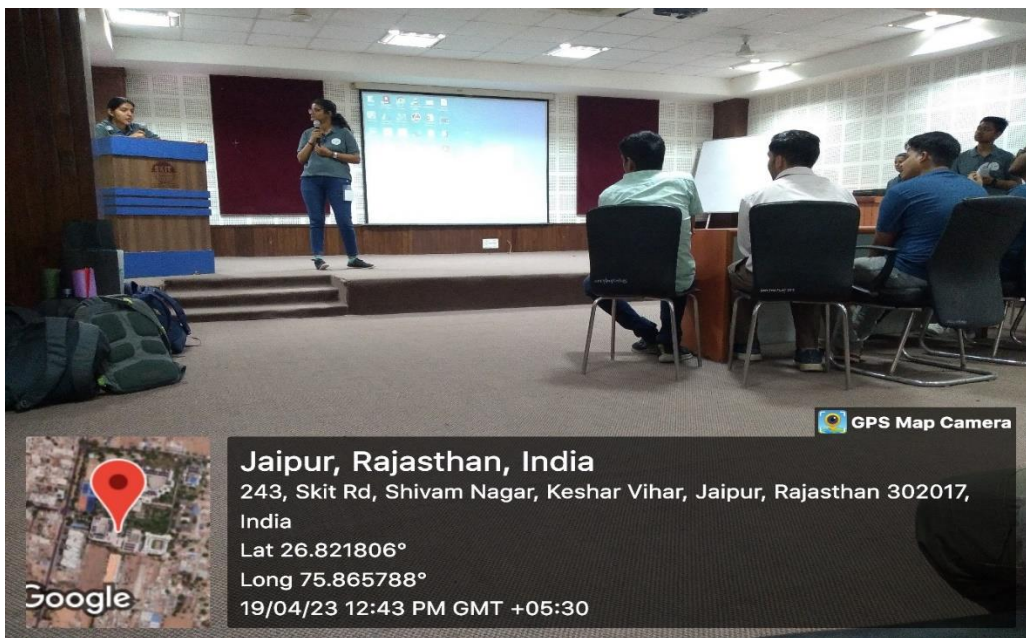 SKIT
GPS Map Camera
Jaipur, Rajasthan, India
243, Skit Rd, Shivam Nagar, Keshar Vihar, Jaipur, Rajasthan 302017,
India
Lat 26.821806°
Long 75.865788°
19/04/23 12:43 PM GMT +05:30
Google